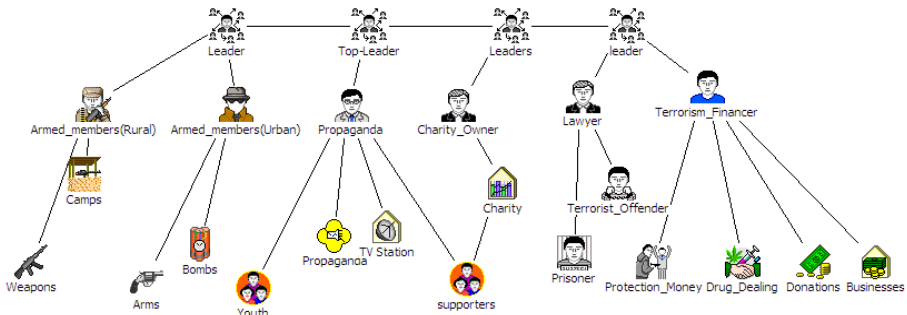 Leader
Top-Leader
Leaders
leader
Armed_members(Rural)
Armed_members(Urban)
Propaganda
Charity_Owner
Lawyer
Terrorism_Financer
Camps
Charity
Terrorist_Offender
Weapons
Arms
Bombs
Youth
Propaganda
TV Station
supporters
Prisoner
Protection_Money
Drug_Dealing
Donations
Businesses